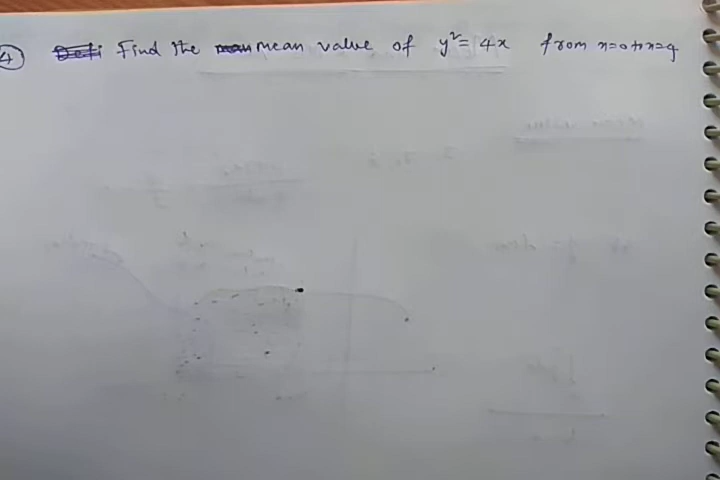 4 Find the mean value of y² = 4x from x=0 to x=9